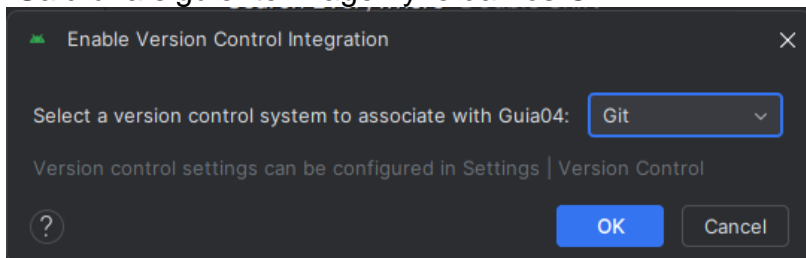 Enable Version Control Integration
Select a version control system to associate with Guia04: Git
Version control settings can be configured in Settings | Version Control
? OK Cancel